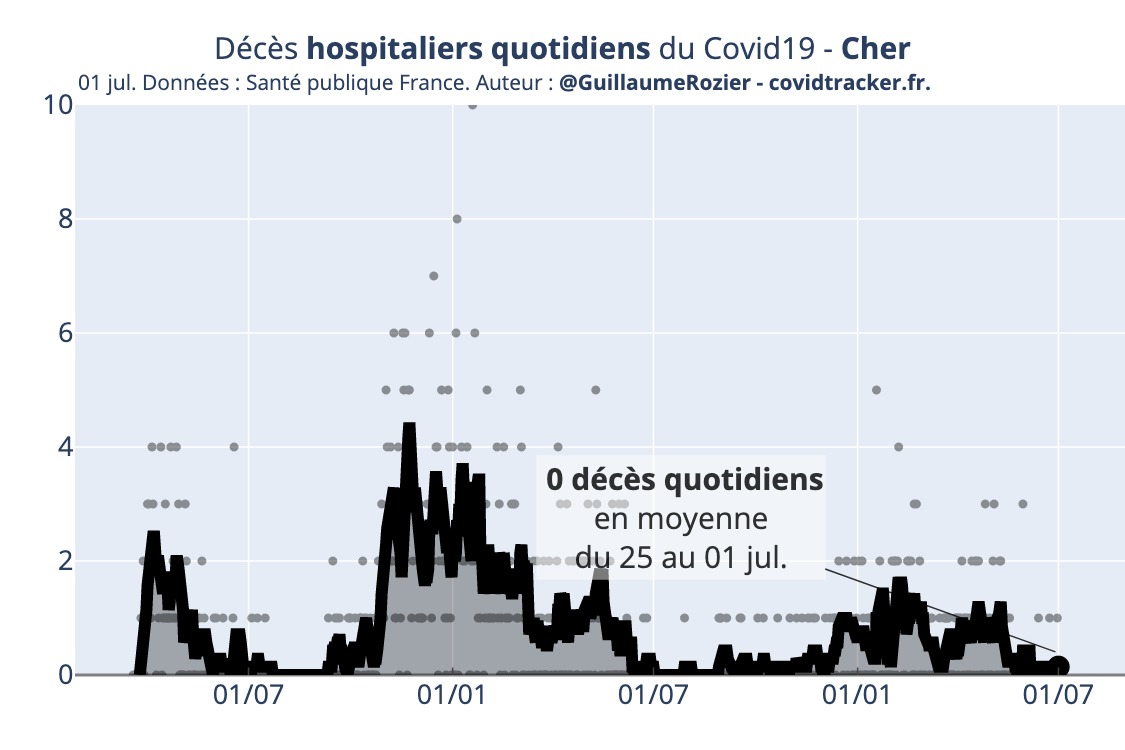 Décès hospitaliers quotidiens du Covid19 - Cher
01 jul. Données : Santé publique France. Auteur : @GuillaumeRozier - covidtracker.fr.
10
8
6
4
2
0
0 décès quotidiens
en moyenne
du 25 au 01 jul.
01/07 01/01 01/07 01/01 01/07